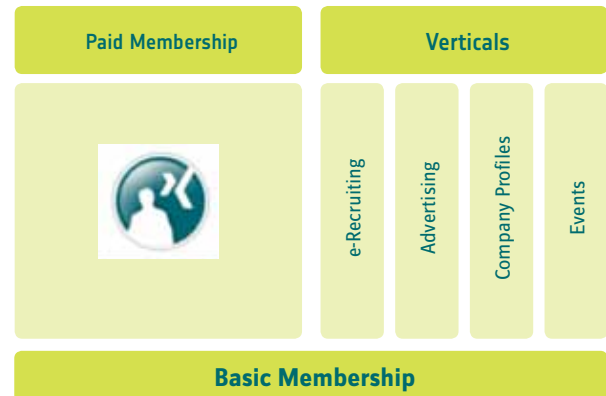 Paid Membership
Verticals
e-Recruiting
Advertising
Company Profiles
Events
Basic Membership